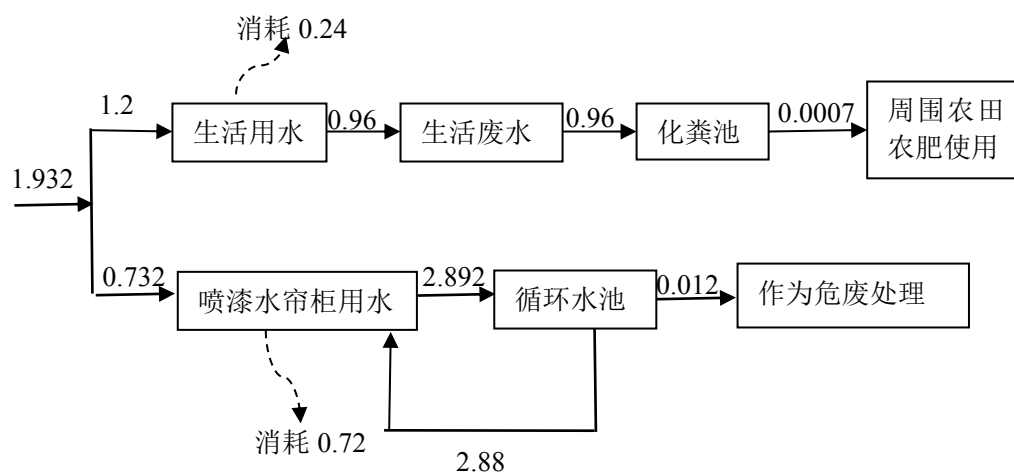 消耗 0.24
1.2
生活用水
0.96
生活废水
0.96
化粪池
0.0007
周围农田
农肥使用
1.932
0.732
喷漆水帘柜用水
2.892
循环水池
0.012
作为危废处理
消耗 0.72
2.88